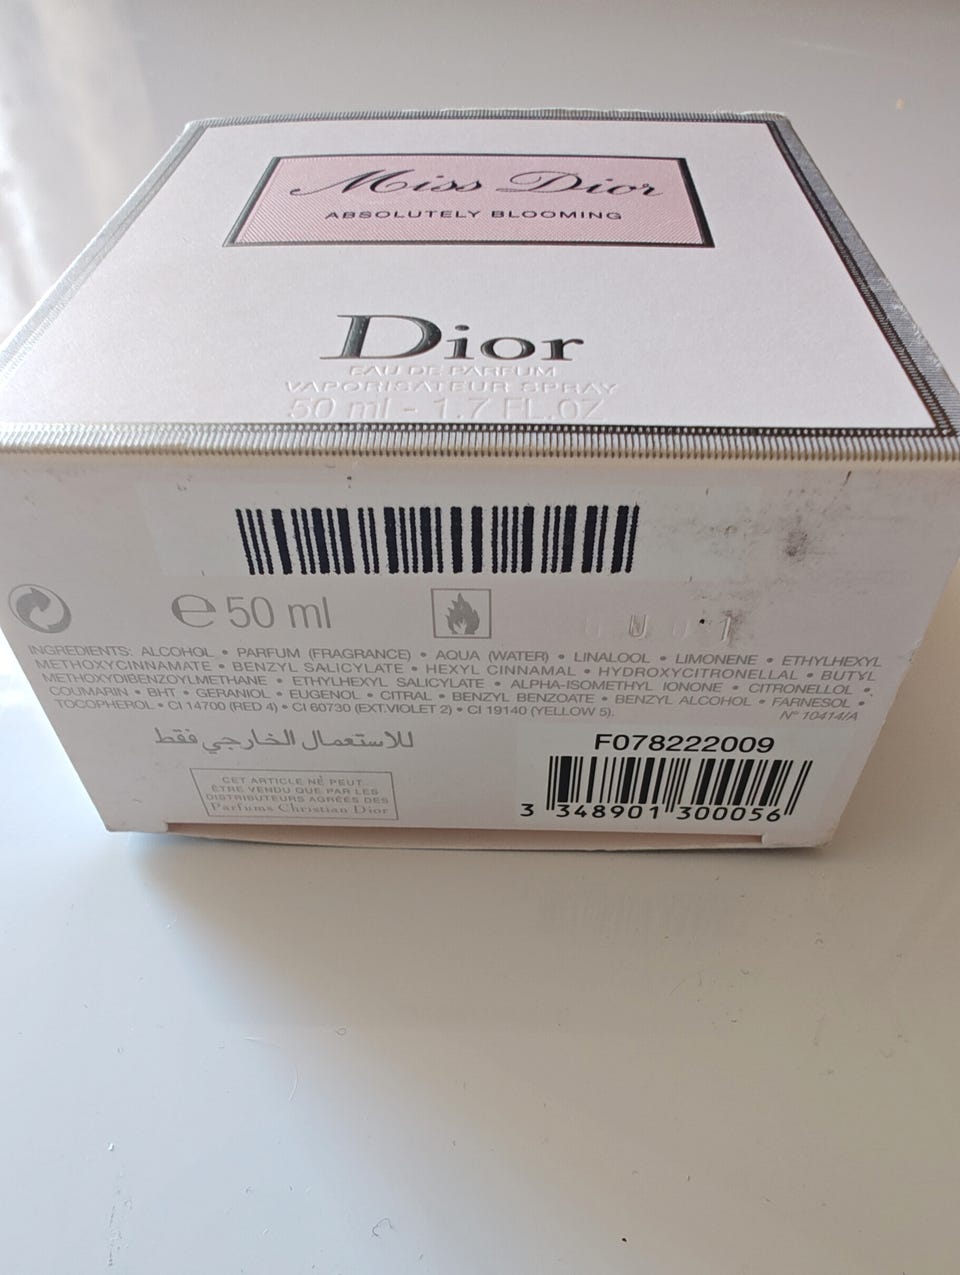 Miss Dior
ABSOLUTELY BLOOMING
Dior
EAU DE PARFUM
VAPORISATEUR SPRAY
50 ml - 1.7 FL.OZ
℮ 50 ml
INGREDIENTS: ALCOHOL • PARFUM (FRAGRANCE) • AQUA (WATER) • LINALOOL • LIMONENE • ETHYLHEXYL
METHOXYCINNAMATE • BENZYL SALICYLATE • HEXYL CINNAMAL • HYDROXYCITRONELLAL • BUTYL
METHOXYDIBENZOYLMETHANE • ETHYLHEXYL SALICYLATE • ALPHA-ISOMETHYL IONONE • CITRONELLOL •
COUMARIN • BHT • GERANIOL • EUGENOL • CITRAL • BENZYL BENZOATE • BENZYL ALCOHOL • FARNESOL •
TOCOPHEROL • CI 14700 (RED 4) • CI 60730 (EXT.VIOLET 2) • CI 19140 (YELLOW 5).
N° 10414/A
للاستعمال الخارجي فقط
CET ARTICLE NE PEUT
ÊTRE VENDU QUE PAR LES
DISTRIBUTEURS AGRÉES DES
Parfums Christian Dior
F078222009
3 348901 300056